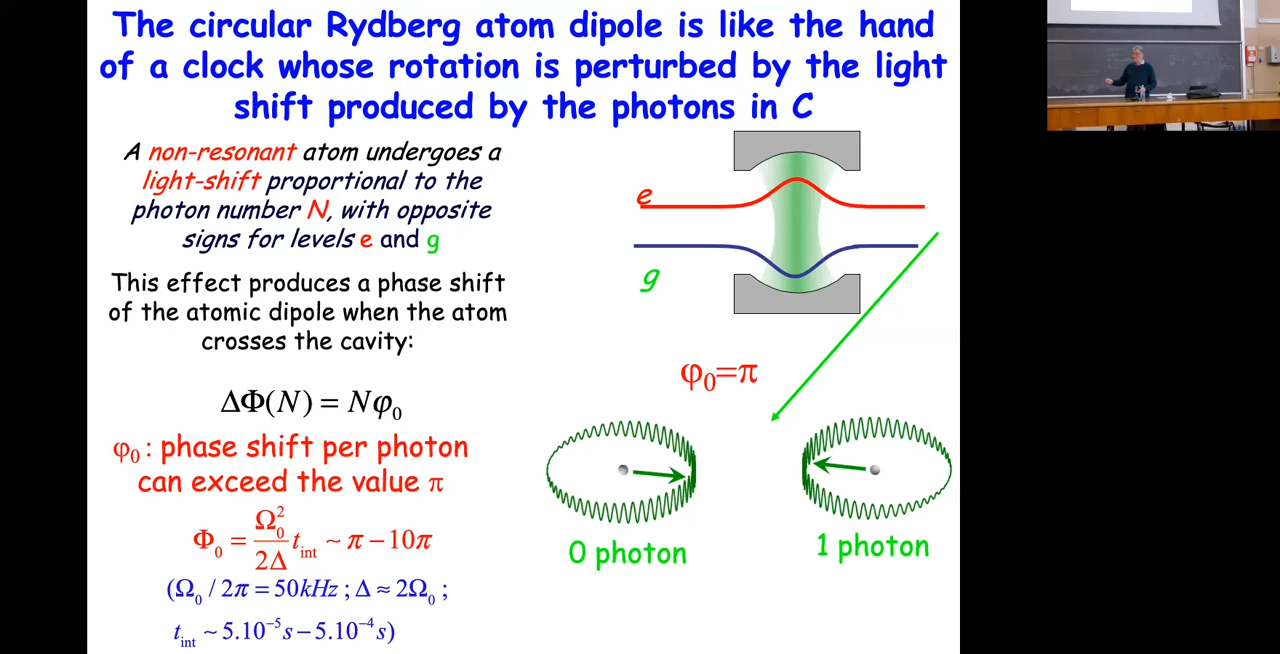 The circular Rydberg atom dipole is like the hand
of a clock whose rotation is perturbed by the light
shift produced by the photons in C
A non-resonant atom undergoes a
light-shift proportional to the
photon number N, with opposite
signs for levels e and g
This effect produces a phase shift
of the atomic dipole when the atom
crosses the cavity:
ΔΦ(N) = Nφ₀
φ₀ : phase shift per photon
can exceed the value π
Φ₀ = Ω₀²/2Δ t_int ~ π − 10π
(Ω₀ / 2π = 50kHz ; Δ ≈ 2Ω₀ ;
t_int ~ 5.10⁻⁵ s − 5.10⁻⁴ s)
e
g
φ₀=π
0 photon
1 photon